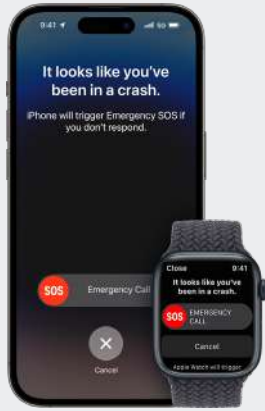 9:41
It looks like you've
been in a crash.
iPhone will trigger Emergency SOS if
you don't respond.
SOS
Emergency Call
Cancel
Close
9:41
It looks like you've
been in a crash.
SOS
EMERGENCY
CALL
Cancel
Apple Watch will trigger